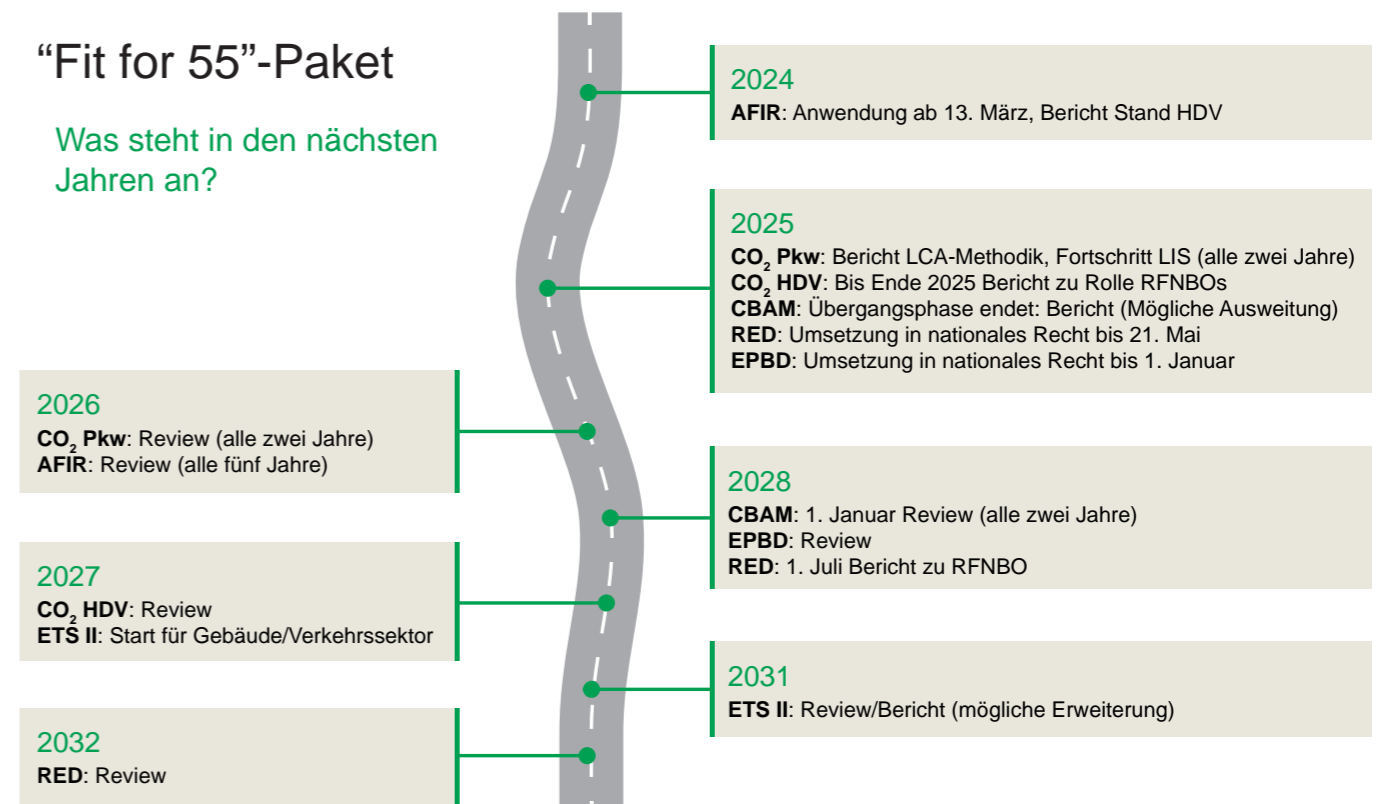 “Fit for 55”-Paket
Was steht in den nächsten
Jahren an?
2024
AFIR: Anwendung ab 13. März, Bericht Stand HDV
2025
CO₂ Pkw: Bericht LCA-Methodik, Fortschritt LIS (alle zwei Jahre)
CO₂ HDV: Bis Ende 2025 Bericht zu Rolle RFNBOs
CBAM: Übergangsphase endet: Bericht (Mögliche Ausweitung)
RED: Umsetzung in nationales Recht bis 21. Mai
EPBD: Umsetzung in nationales Recht bis 1. Januar
2026
CO₂ Pkw: Review (alle zwei Jahre)
AFIR: Review (alle fünf Jahre)
2027
CO₂ HDV: Review
ETS II: Start für Gebäude/Verkehrssektor
2028
CBAM: 1. Januar Review (alle zwei Jahre)
EPBD: Review
RED: 1. Juli Bericht zu RFNBO
2031
ETS II: Review/Bericht (mögliche Erweiterung)
2032
RED: Review